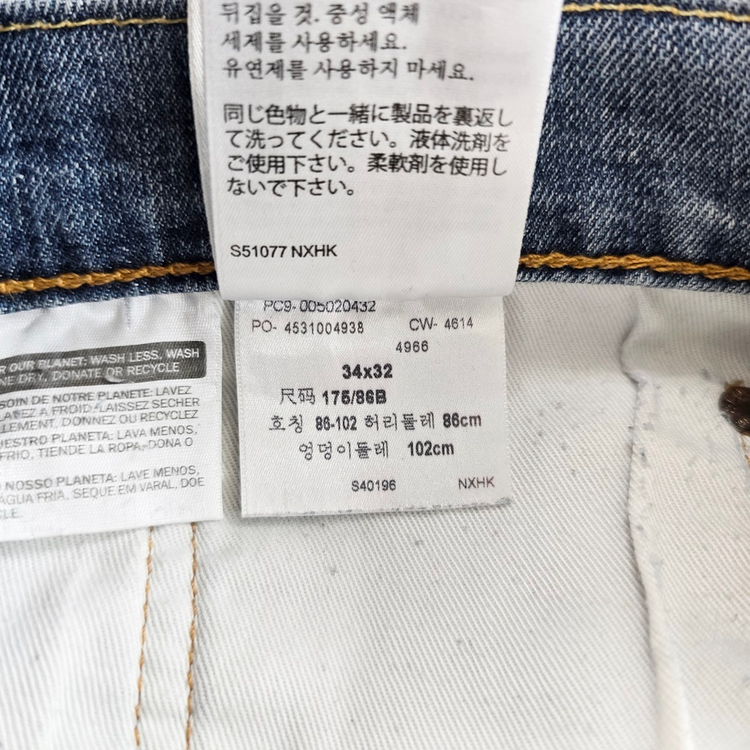 뒤집을 것. 중성 액체
세제를 사용하세요.
유연제를 사용하지 마세요.
同じ色物と一緒に製品を裏返し
て洗ってください。液体洗剤を
ご使用下さい。柔軟剤を使用し
ないで下さい。
S51077 NXHK
PC9- 005020432
PO- 4531004938 CW- 4614
4966
34x32
尺码 175/86B
호칭 86-102 허리둘레 86cm
엉덩이둘레 102cm
S40196 NXHK
OUR PLANET: WASH LESS, WASH
DRY, DONATE OR RECYCLE
SOIN DE NOTRE PLANETE: LAVEZ
LAVEZ A FROID, LAISSEZ SECHER
DONNEZ OU RECYCLEZ
PLANETA: LAVA MENOS,
TIENDE LA ROPA, DONA O
NOSSO PLANETA: LAVE MENOS,
AGUA FRIA, SEQUE EM VARAL, DOE